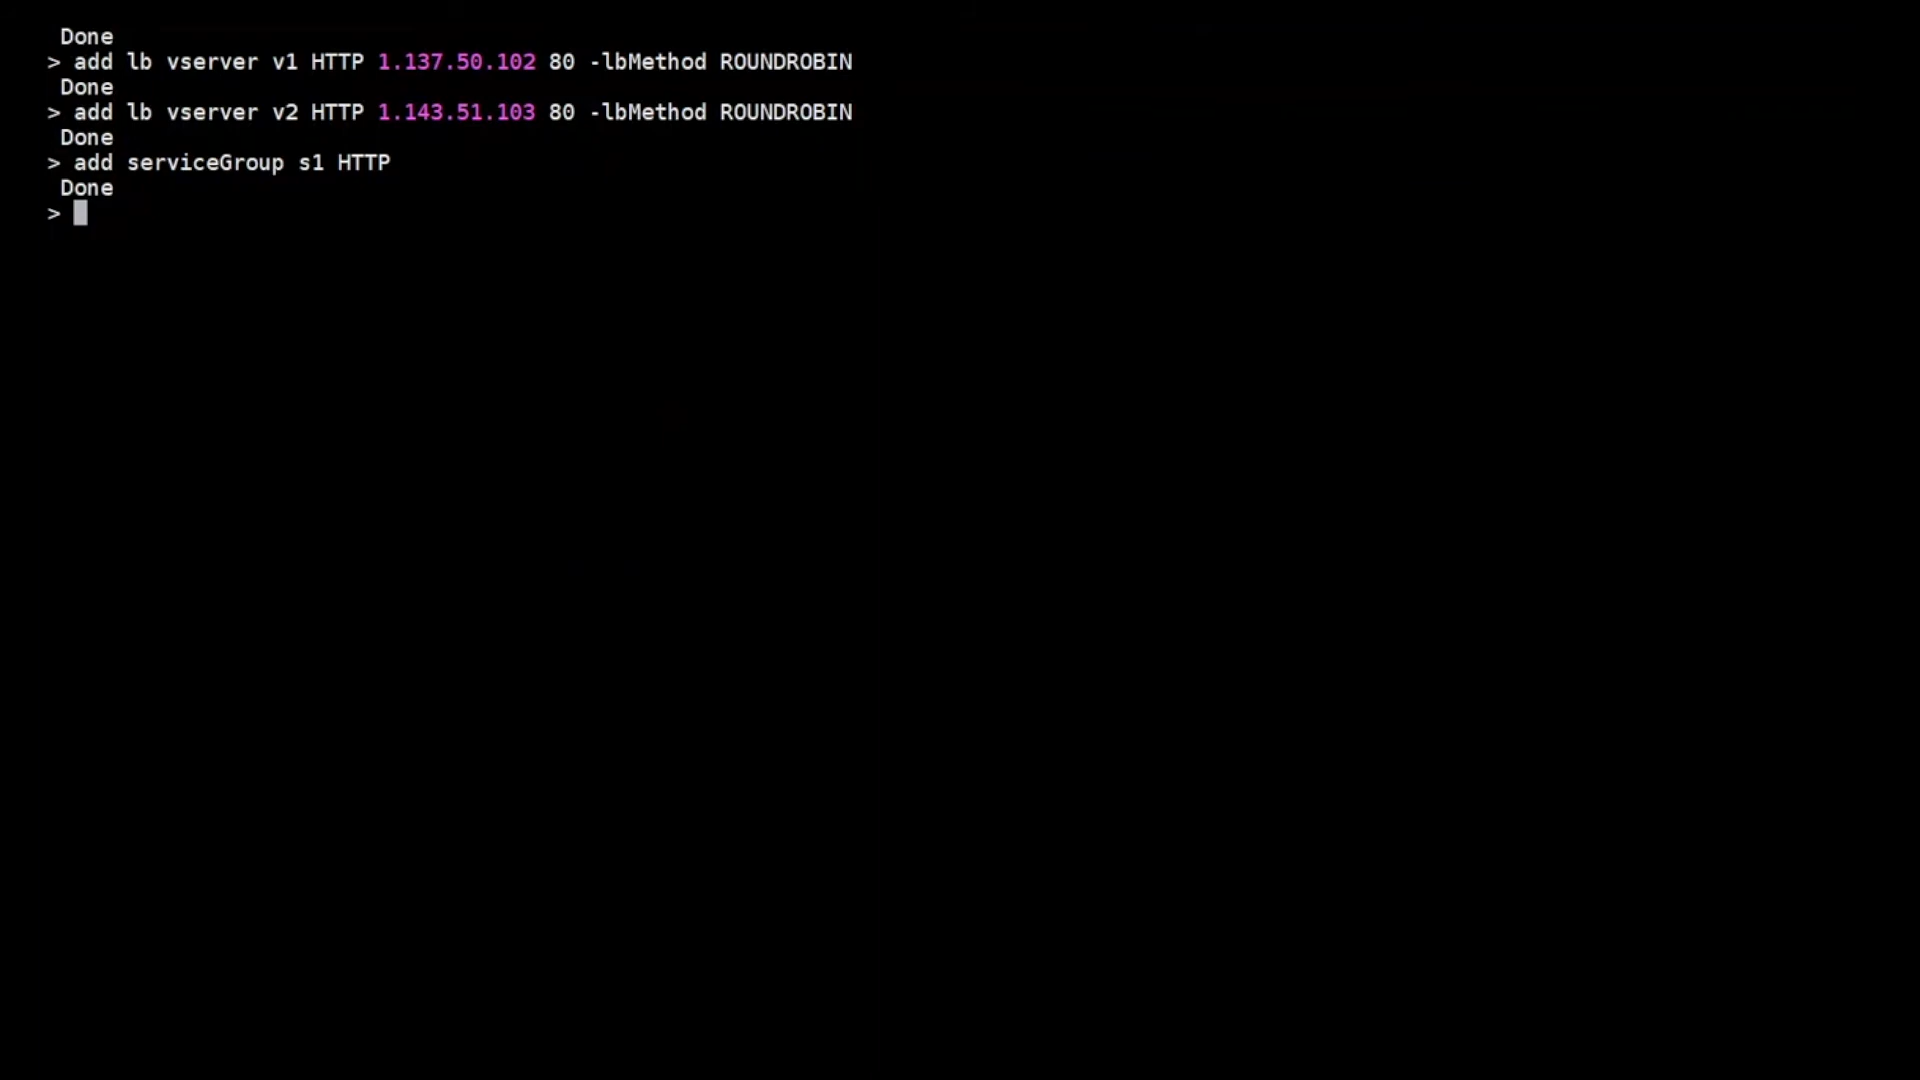 Done
> add lb vserver v1 HTTP 1.137.50.102 80 -lbMethod ROUNDROBIN
Done
> add lb vserver v2 HTTP 1.143.51.103 80 -lbMethod ROUNDROBIN
Done
> add serviceGroup s1 HTTP
Done
>